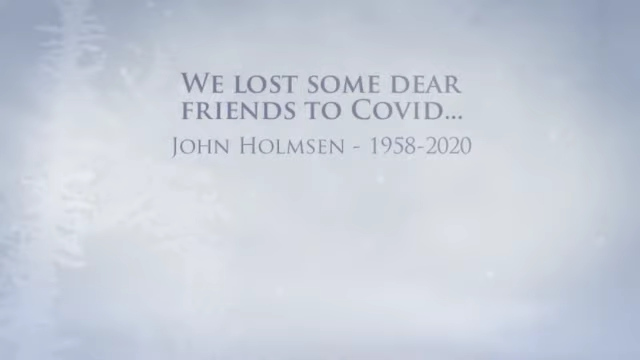 We lost some dear
friends to Covid...
John Holmsen - 1958-2020